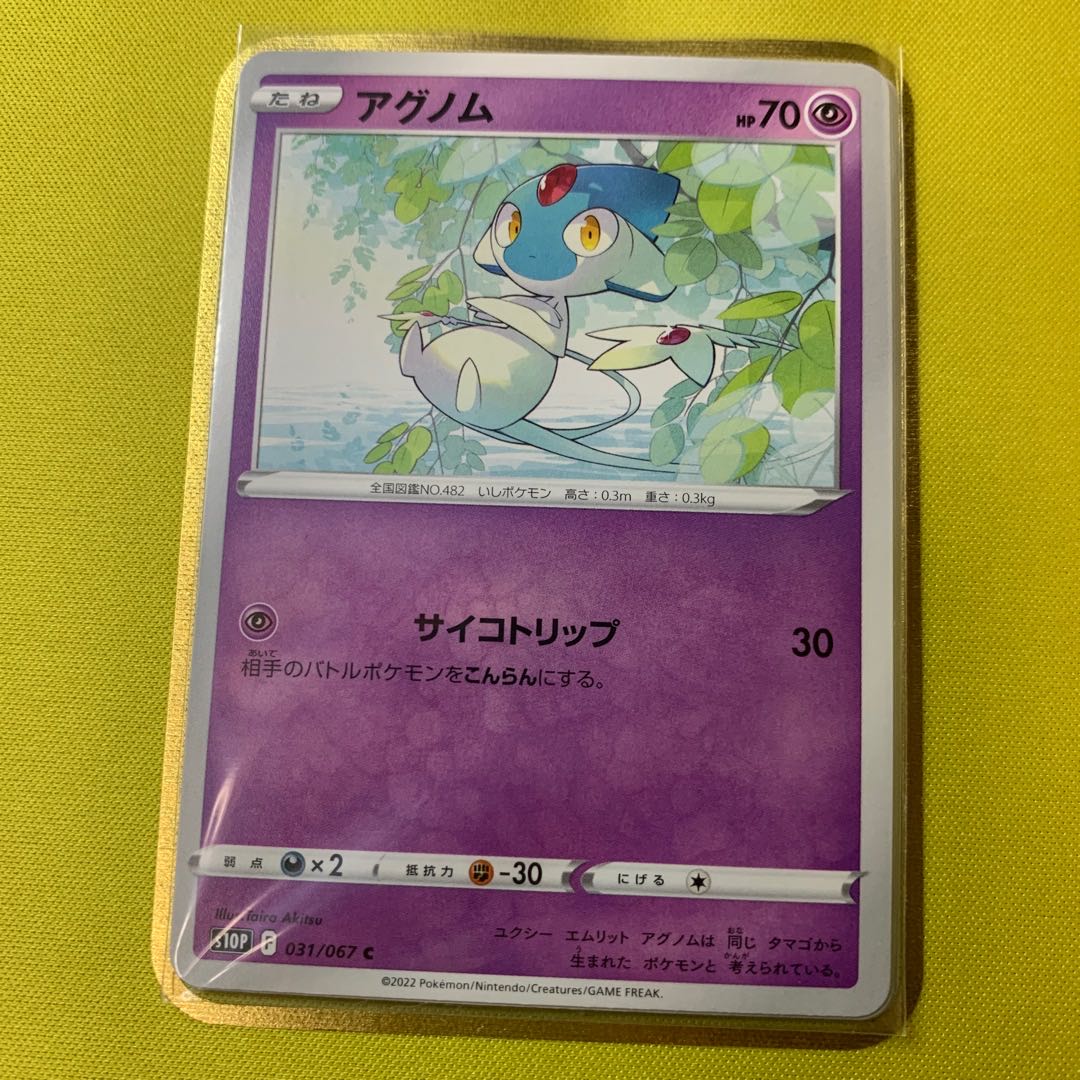 たね アグノム HP70
全国図鑑NO.482 いしポケモン 高さ:0.3m 重さ:0.3kg
サイコトリップ 30
あいて
相手のバトルポケモンをこんらんにする。
弱点 ×2 抵抗力 -30 にげる
Illus. Taira Akitsu
ユクシー エムリット アグノムは 同じ タマゴから
おな
S10P F 031/067 C
生まれた ポケモンと 考えられている。
う かんが
©2022 Pokémon/Nintendo/Creatures/GAME FREAK.